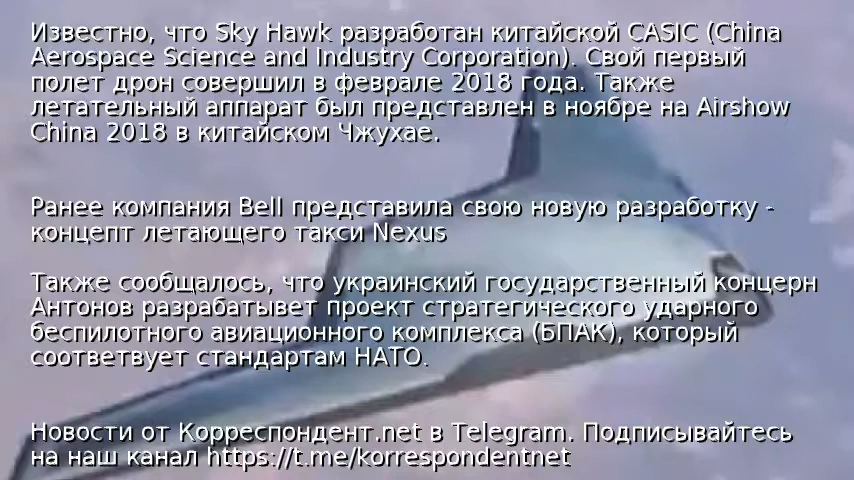 Известно, что Sky Hawk разработан китайской CASIC (China
Aerospace Science and Industry Corporation). Свой первый
полет дрон совершил в феврале 2018 года. Также
летательный аппарат был представлен в ноябре на Airshow
China 2018 в китайском Чжухае.
Ранее компания Bell представила свою новую разработку -
концепт летающего такси Nexus
Также сообщалось, что украинский государственный концерн
Антонов разрабатывет проект стратегического ударного
беспилотного авиационного комплекса (БПАК), который
соответвует стандартам НАТО.
Новости от Корреспондент.net в Telegram. Подписывайтесь
на наш канал https://t.me/korrespondentnet